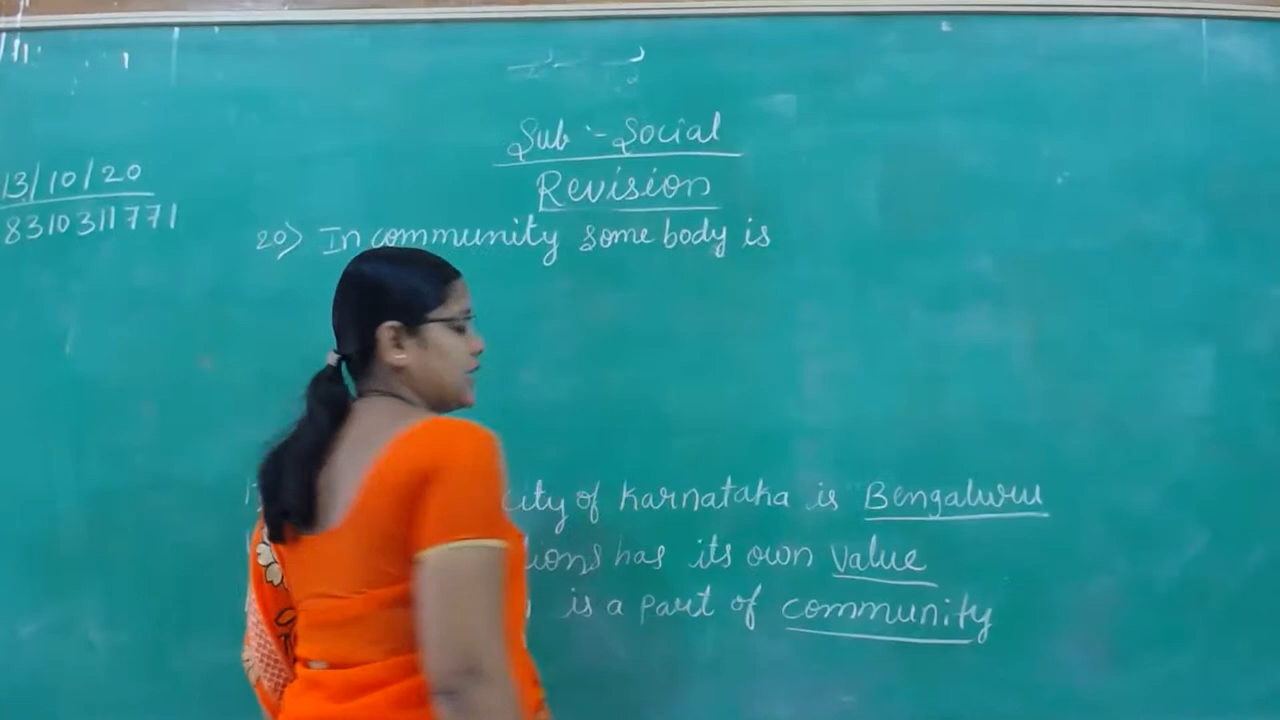 Sub :- Social
Revision
13/10/20
8310311771
20) In community some body is
city of Karnataka is Bengaluru
ions has its own value
is a part of community